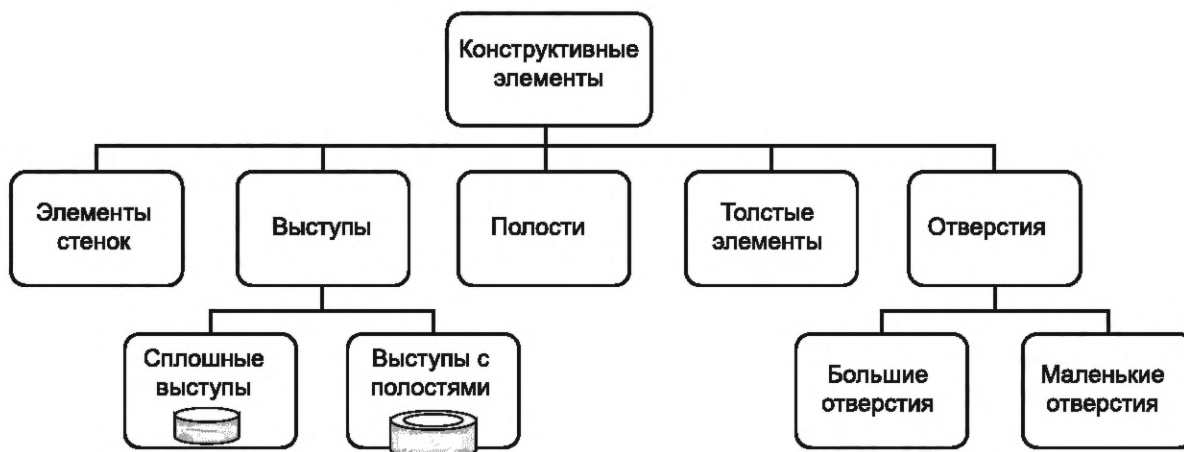 Конструктивные
элементы
Элементы
стенок
Выступы
Полости
Толстые
элементы
Отверстия
Сплошные
выступы
Выступы с
полостями
Большие
отверстия
Маленькие
отверстия